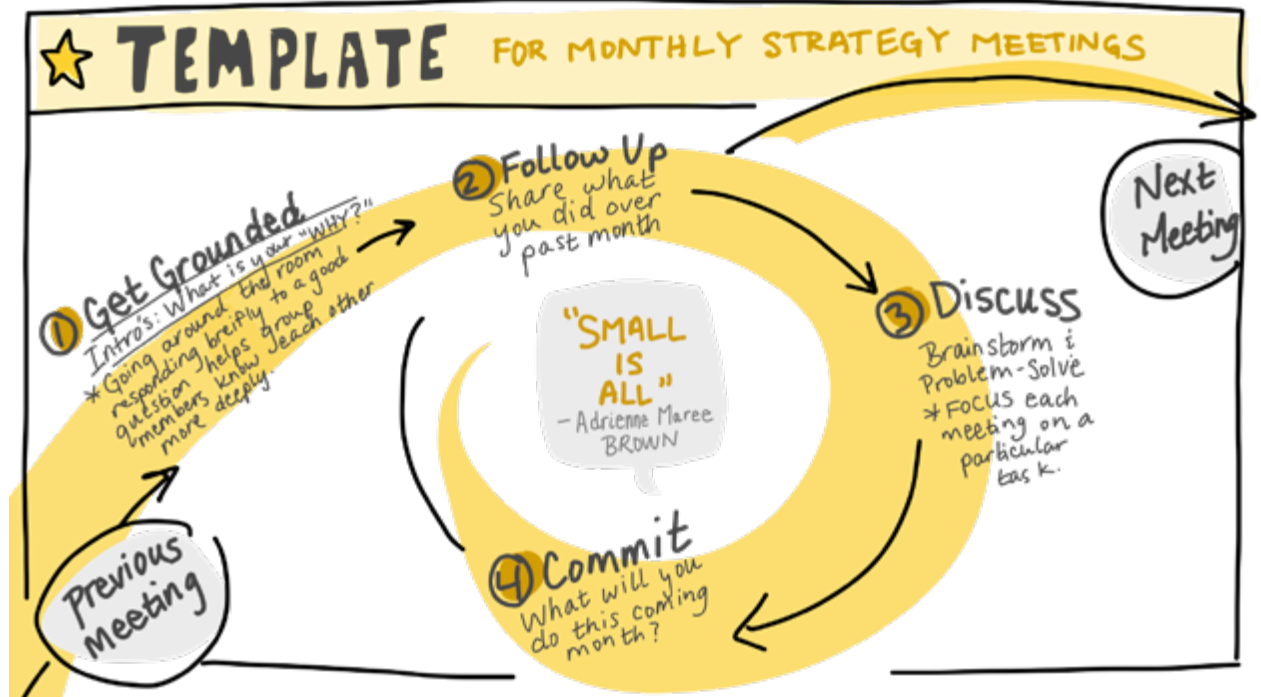 TEMPLATE FOR MONTHLY STRATEGY MEETINGS
① Get Grounded
Intro's: What is your "WHY?"
* Going around the room
responding breifly to a good
question helps group
members know each other
more deeply.
② Follow Up
Share what
you did over
past month
Next
Meeting
③ Discuss
Brainstorm &
Problem-Solve
* FOCUS each
meeting on a
particular
task.
"SMALL
IS
ALL"
- Adrienne Maree
BROWN
④ Commit
What will you
do this coming
month?
Previous
Meeting